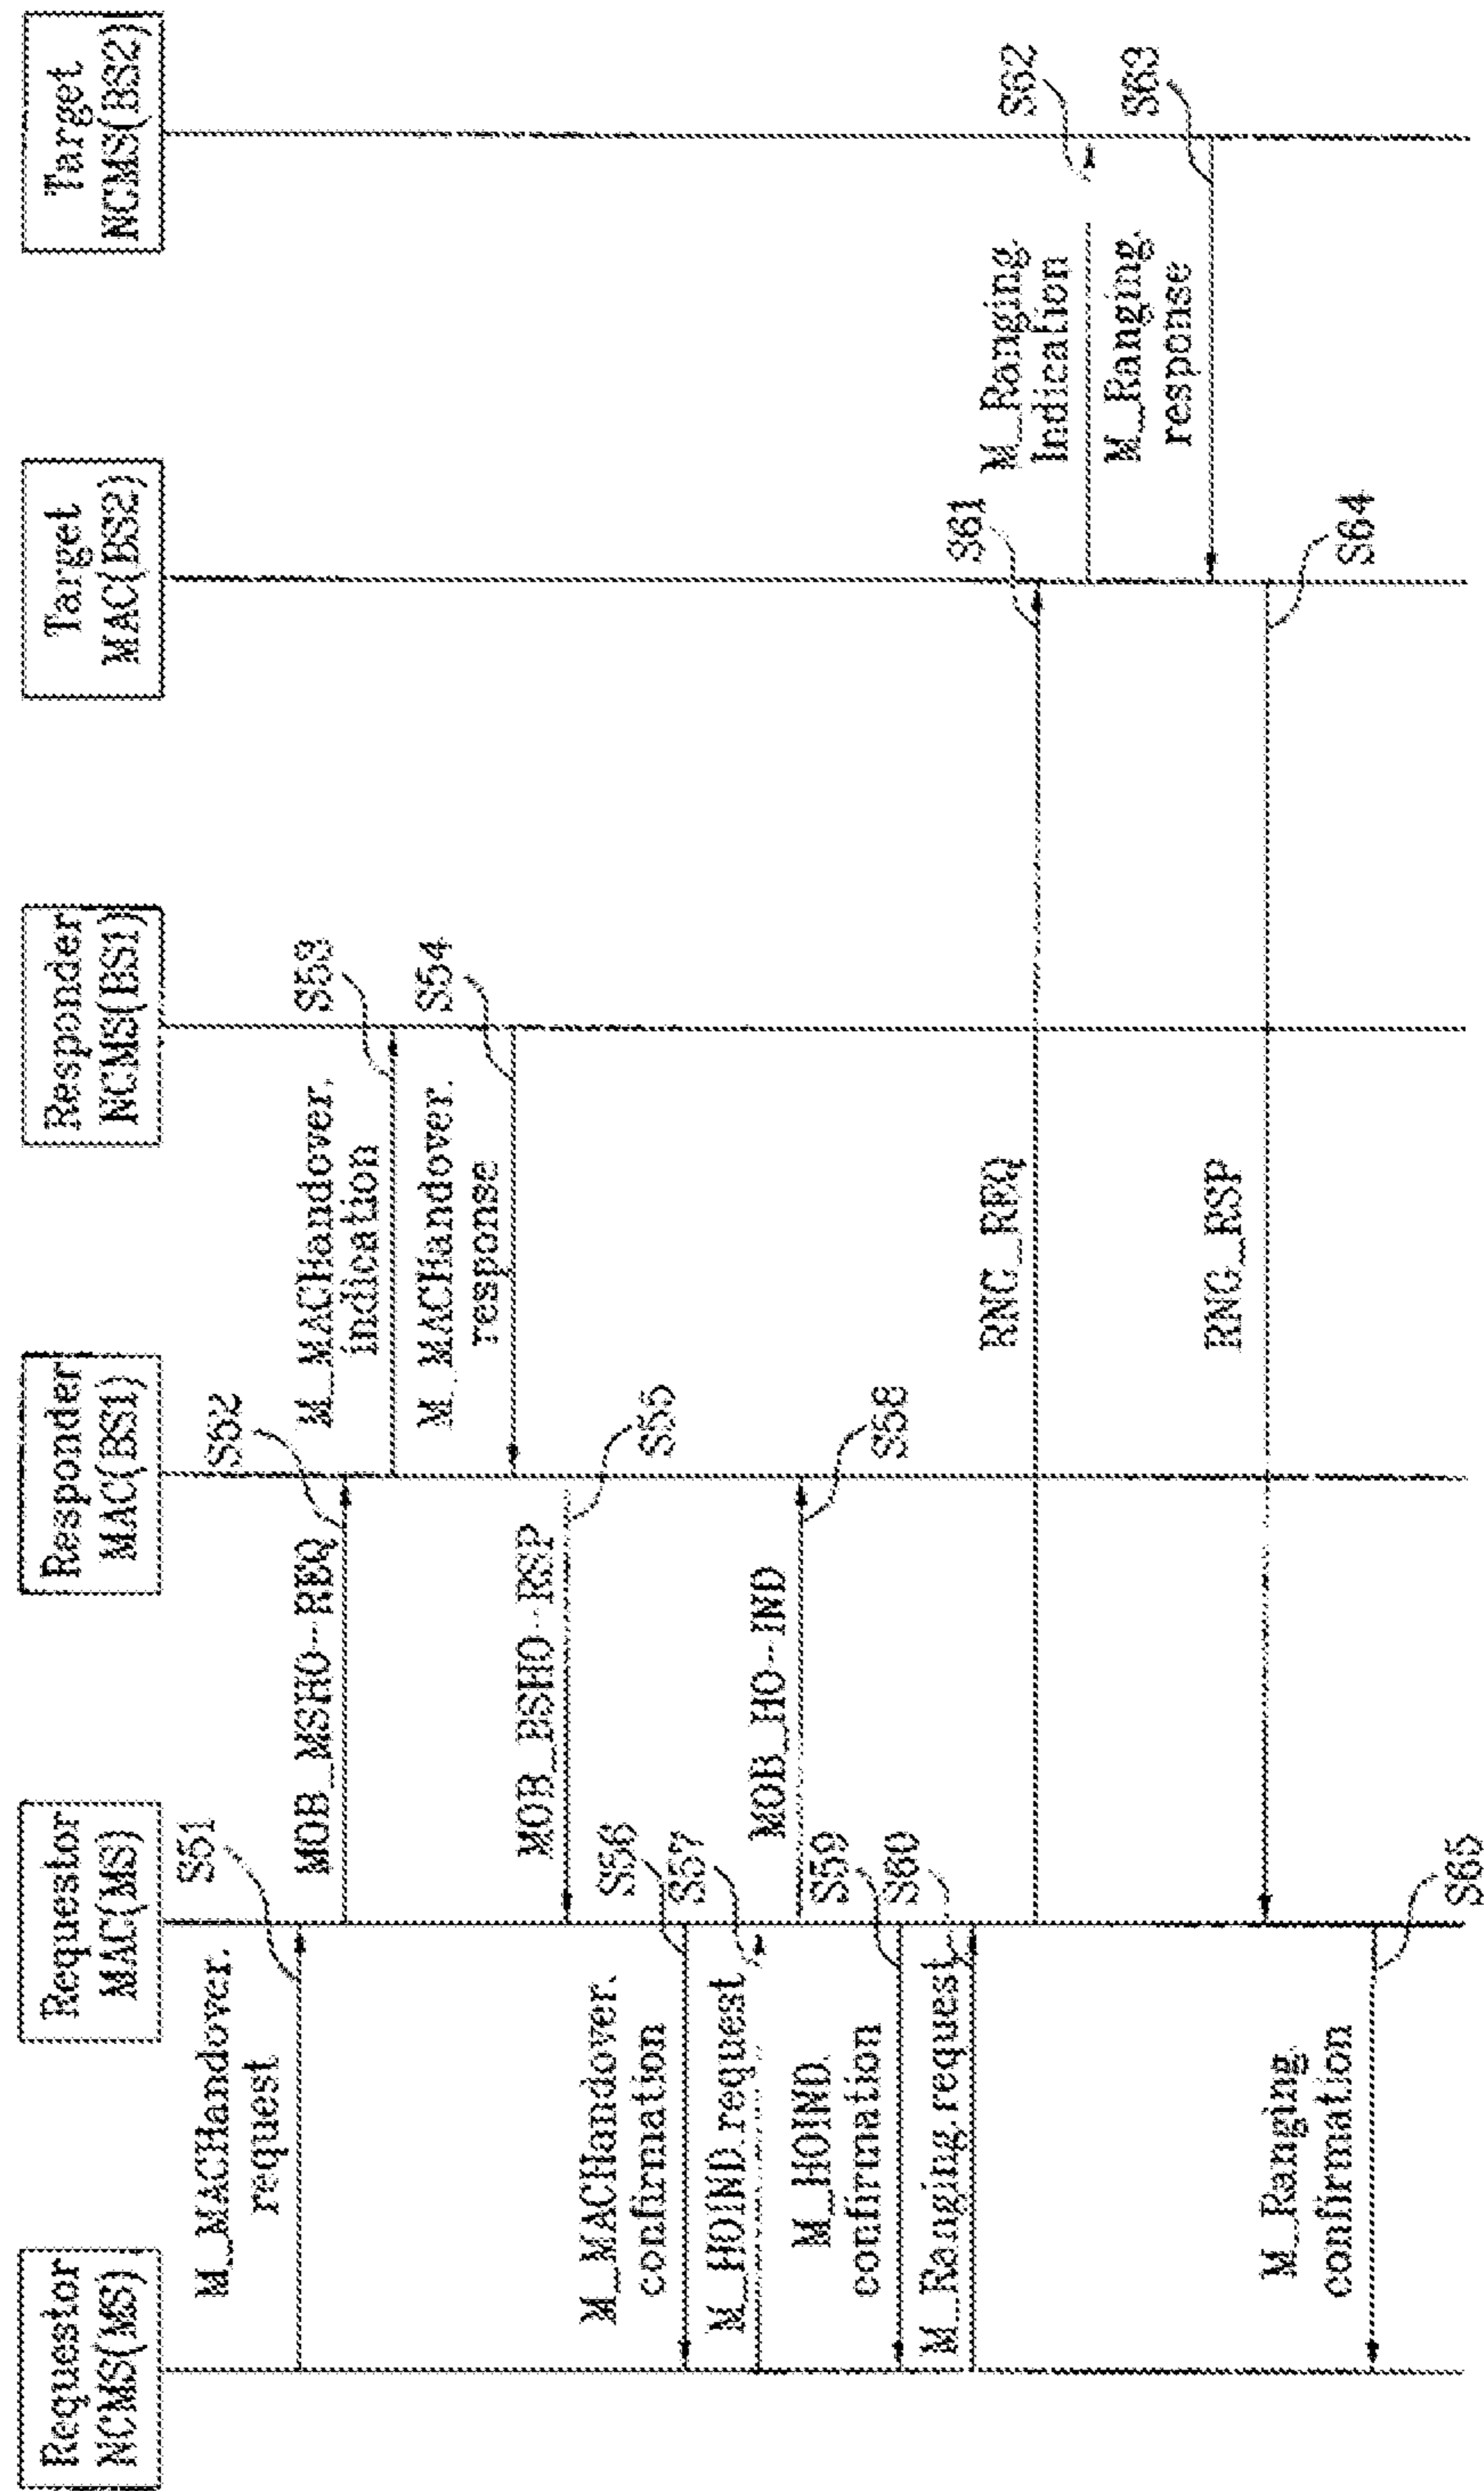 Requestor
NCMS(MS)
Requestor
MAC(MS)
Responder
MAC(BS1)
Responder
NCMS(BS1)
Target
MAC(BS2)
Target
NCMS(BS2)
M_MACHandover.
request
S51
MOB_MSHO-REQ
S52
M_MACHandover.
indication
S53
M_MACHandover.
response
S54
MOB_BSHO-RSP
S55
M_MACHandover.
confirmation
S56
M_HOIND.request
S57
MOB_HO-IND
S58
M_HOIND.
confirmation
S59
M_Ranging.request
S60
RNG_REQ
S61
M_Ranging.
Indication
S62
M_Ranging.
response
S63
RNG_RSP
S64
M_Ranging.
confirmation
S65